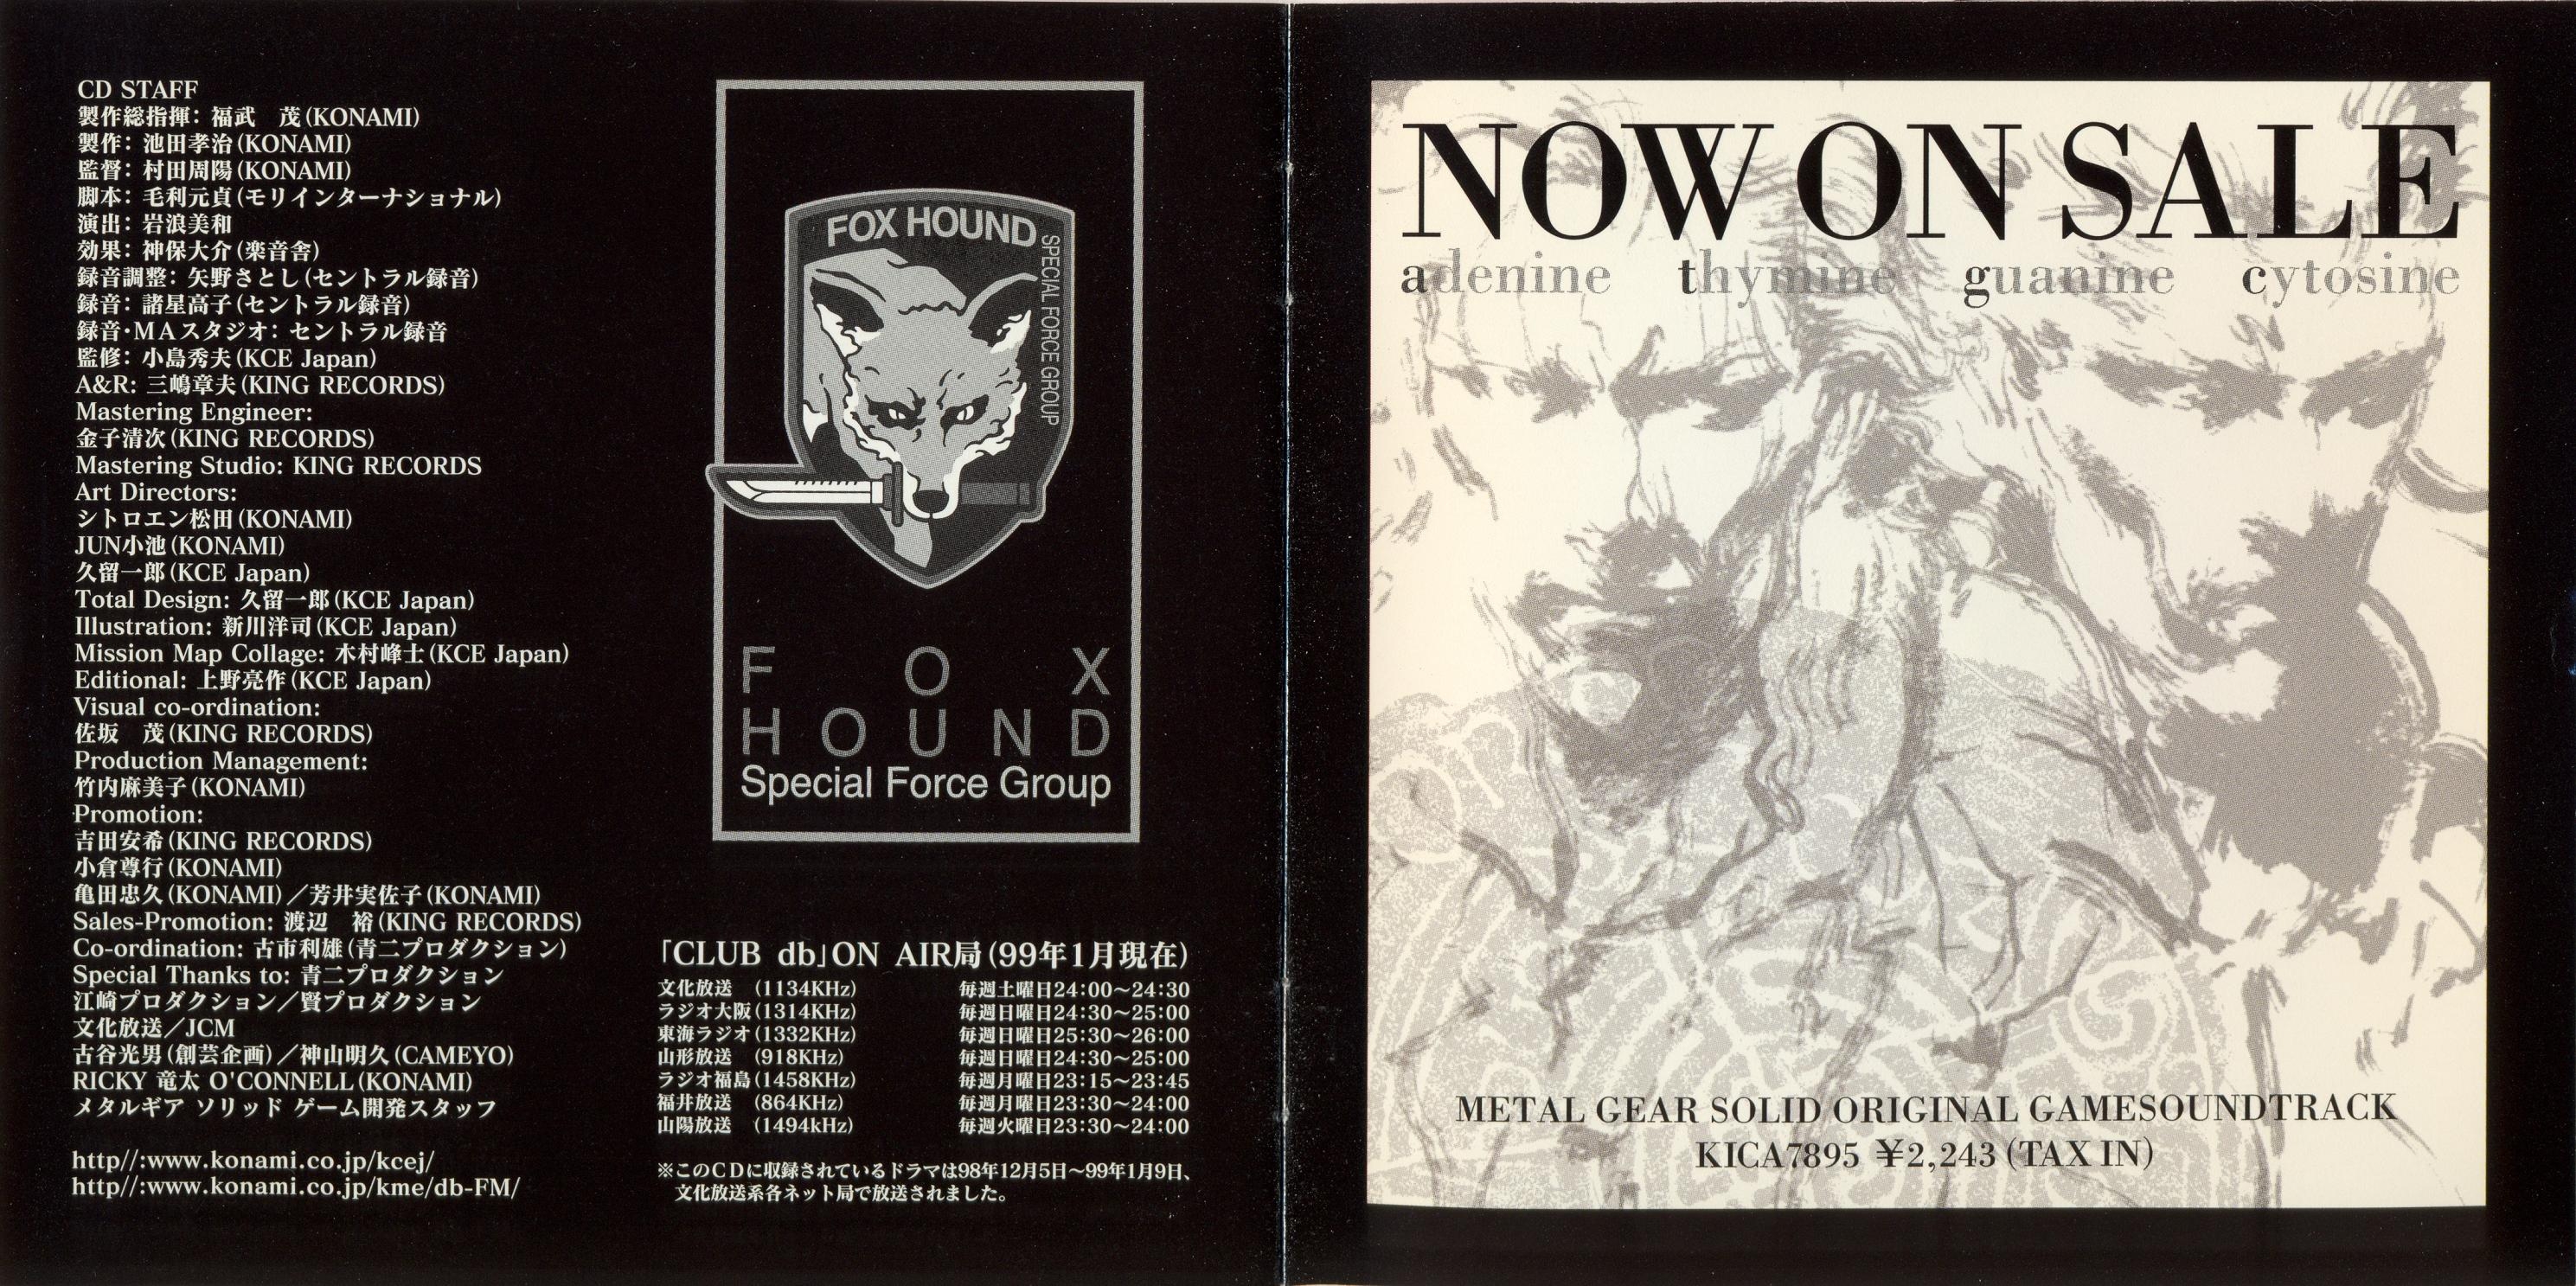 CD STAFF
製作総指揮: 福武　茂(KONAMI)
製作: 池田孝治(KONAMI)
監督: 村田周陽(KONAMI)
脚本: 毛利元貞(モリインターナショナル)
演出: 岩浪美和
効果: 神保大介(楽音舎)
録音調整: 矢野さとし(セントラル録音)
録音: 諸星高子(セントラル録音)
録音・MAスタジオ: セントラル録音
監修: 小島秀夫(KCE Japan)
A&R: 三嶋章夫(KING RECORDS)
Mastering Engineer:
金子清次(KING RECORDS)
Mastering Studio: KING RECORDS
Art Directors:
シトロエン松田(KONAMI)
JUN小池(KONAMI)
久留一郎(KCE Japan)
Total Design: 久留一郎(KCE Japan)
Illustration: 新川洋司(KCE Japan)
Mission Map Collage: 木村峰士(KCE Japan)
Editional: 上野亮作(KCE Japan)
Visual co-ordination:
佐坂　茂(KING RECORDS)
Production Management:
竹内麻美子(KONAMI)
Promotion:
吉田安希(KING RECORDS)
小倉尊行(KONAMI)
亀田忠久(KONAMI)／芳井実佐子(KONAMI)
Sales-Promotion: 渡辺　裕(KING RECORDS)
Co-ordination: 古市利雄(青二プロダクション)
Special Thanks to: 青二プロダクション
江崎プロダクション／賢プロダクション
文化放送／JCM
古谷光男(創芸企画)／神山明久(CAMEYO)
RICKY 竜太 O'CONNELL(KONAMI)
メタルギア ソリッド ゲーム開発スタッフ
http//:www.konami.co.jp/kcej/
http//:www.konami.co.jp/kme/db-FM/
FOX HOUND
SPECIAL FORCE GROUP
FOX
HOUND
Special Force Group
「CLUB db」ON AIR局(99年1月現在)
文化放送 (1134KHz) 毎週土曜日24:00〜24:30
ラジオ大阪(1314KHz) 毎週日曜日24:30〜25:00
東海ラジオ(1332KHz) 毎週日曜日25:30〜26:00
山形放送 (918KHz) 毎週日曜日24:30〜25:00
ラジオ福島(1458KHz) 毎週月曜日23:15〜23:45
福井放送 (864KHz) 毎週月曜日23:30〜24:00
山陽放送 (1494kHz) 毎週火曜日23:30〜24:00
※このCDに収録されているドラマは98年12月5日〜99年1月9日、
文化放送系各ネット局で放送されました。
NOW ON SALE
adenine thymine guanine cytosine
METAL GEAR SOLID ORIGINAL GAMESOUNDTRACK
KICA7895 ¥2,243 (TAX IN)